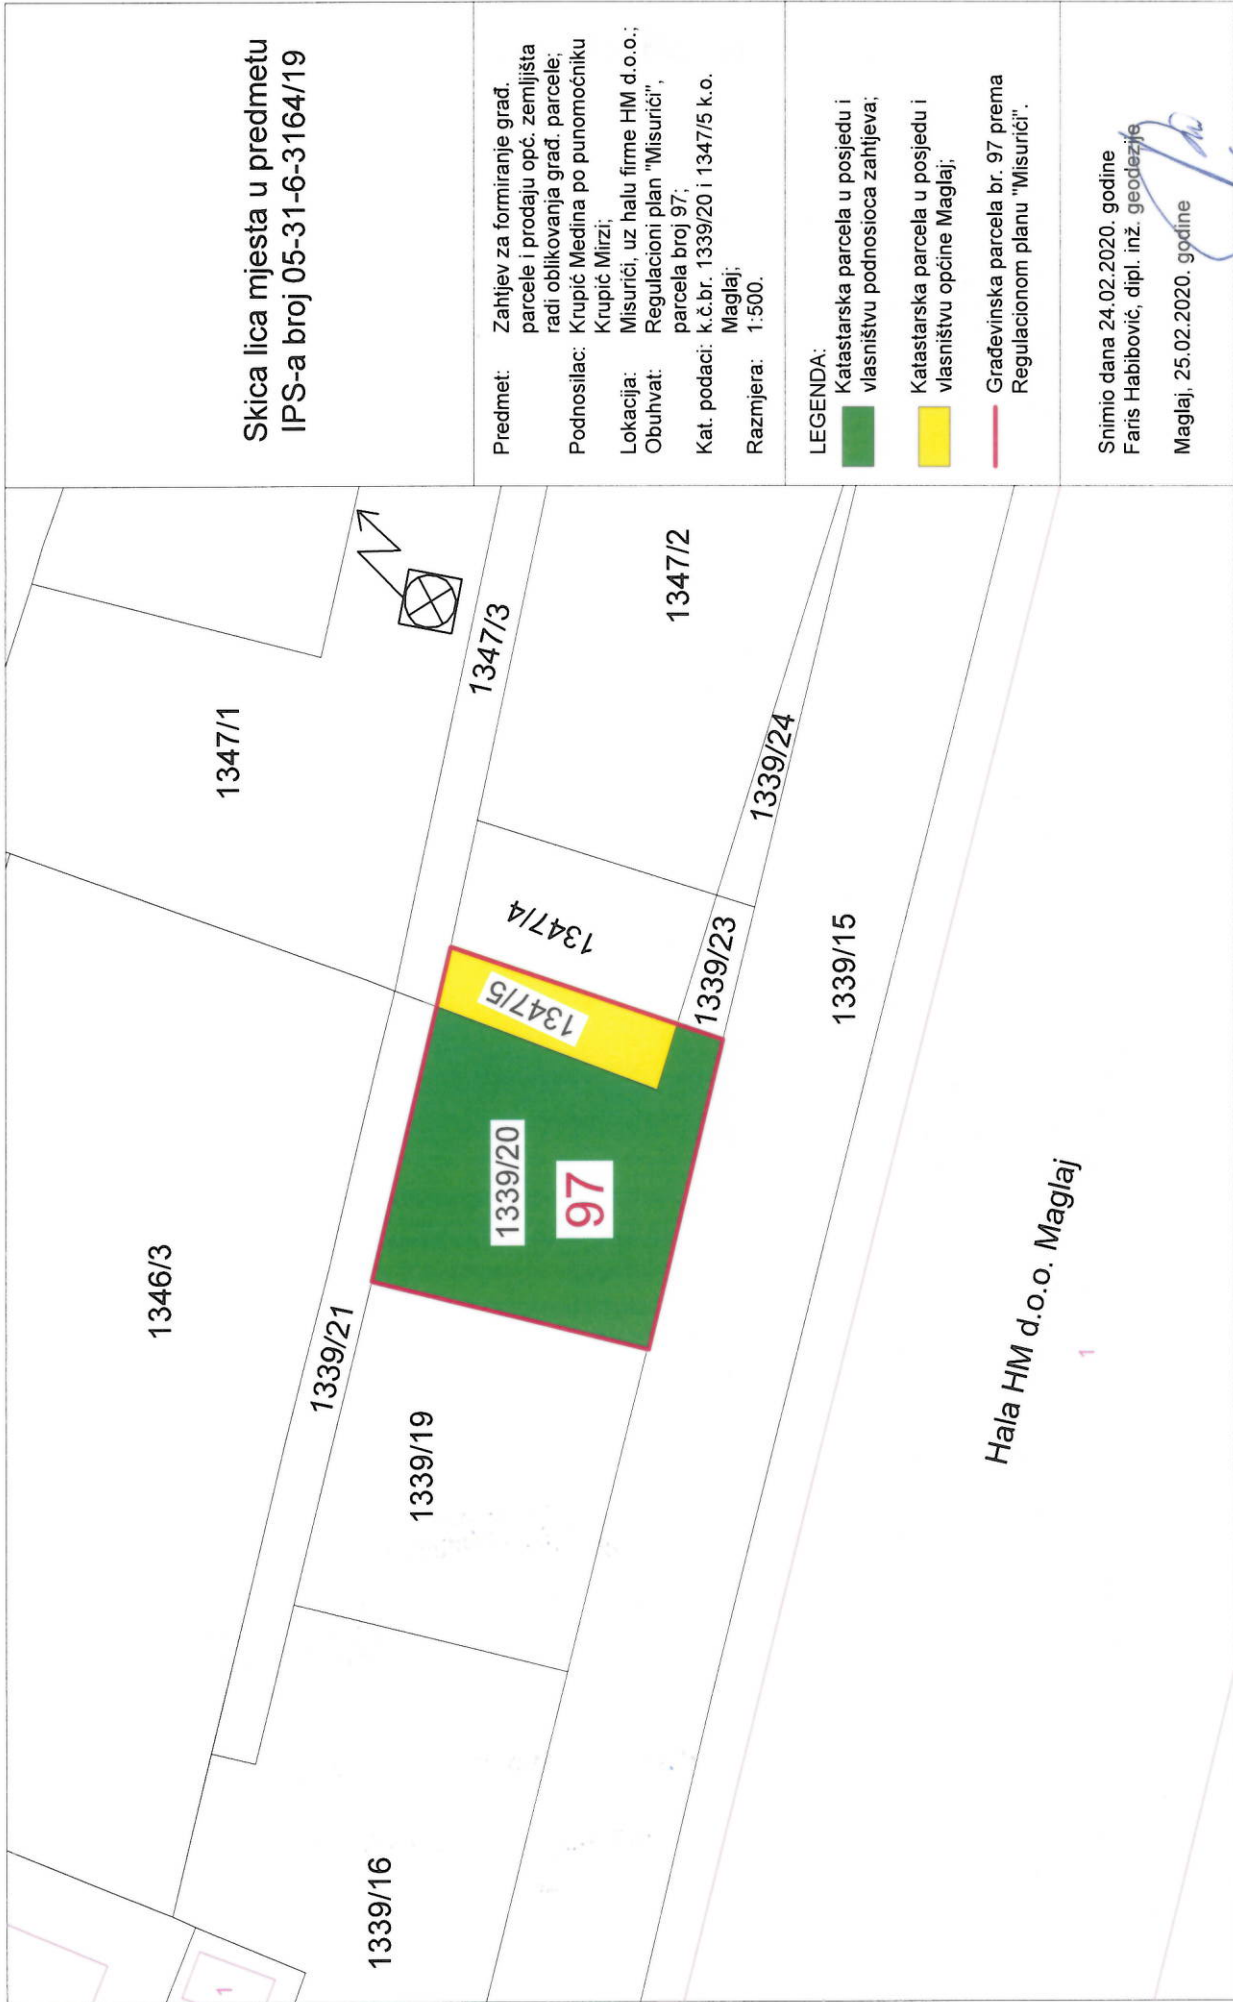 Skica lica mjesta u predmetu
IPS-a broj 05-31-6-3164/19
Predmet: Zahtjev za formiranje građ.
parcele i prodaju opć. zemljišta
radi oblikovanja građ. parcele;
Podnosilac: Krupić Medina po punomoćniku
Krupić Mirzi;
Lokacija: Misurići, uz halu firme HM d.o.o.;
Obuhvat: Regulacioni plan "Misurići",
parcela broj 97;
Kat. podaci: k.č.br. 1339/20 i 1347/5 k.o.
Maglaj;
Razmjera: 1:500.
LEGENDA:
Katastarska parcela u posjedu i
vlasništvu podnosioca zahtjeva;
Katastarska parcela u posjedu i
vlasništvu općine Maglaj;
Građevinska parcela br. 97 prema
Regulacionom planu "Misurići".
Snimio dana 24.02.2020. godine
Faris Habibović, dipl. inž. geodezije
Maglaj, 25.02.2020. godine
1347/1
1346/3
1347/3
1339/21
1347/2
1347/4
1347/5
1339/20
97
1339/19
1339/16
1339/24
1339/23
1339/15
Hala HM d.o.o. Maglaj
1
1